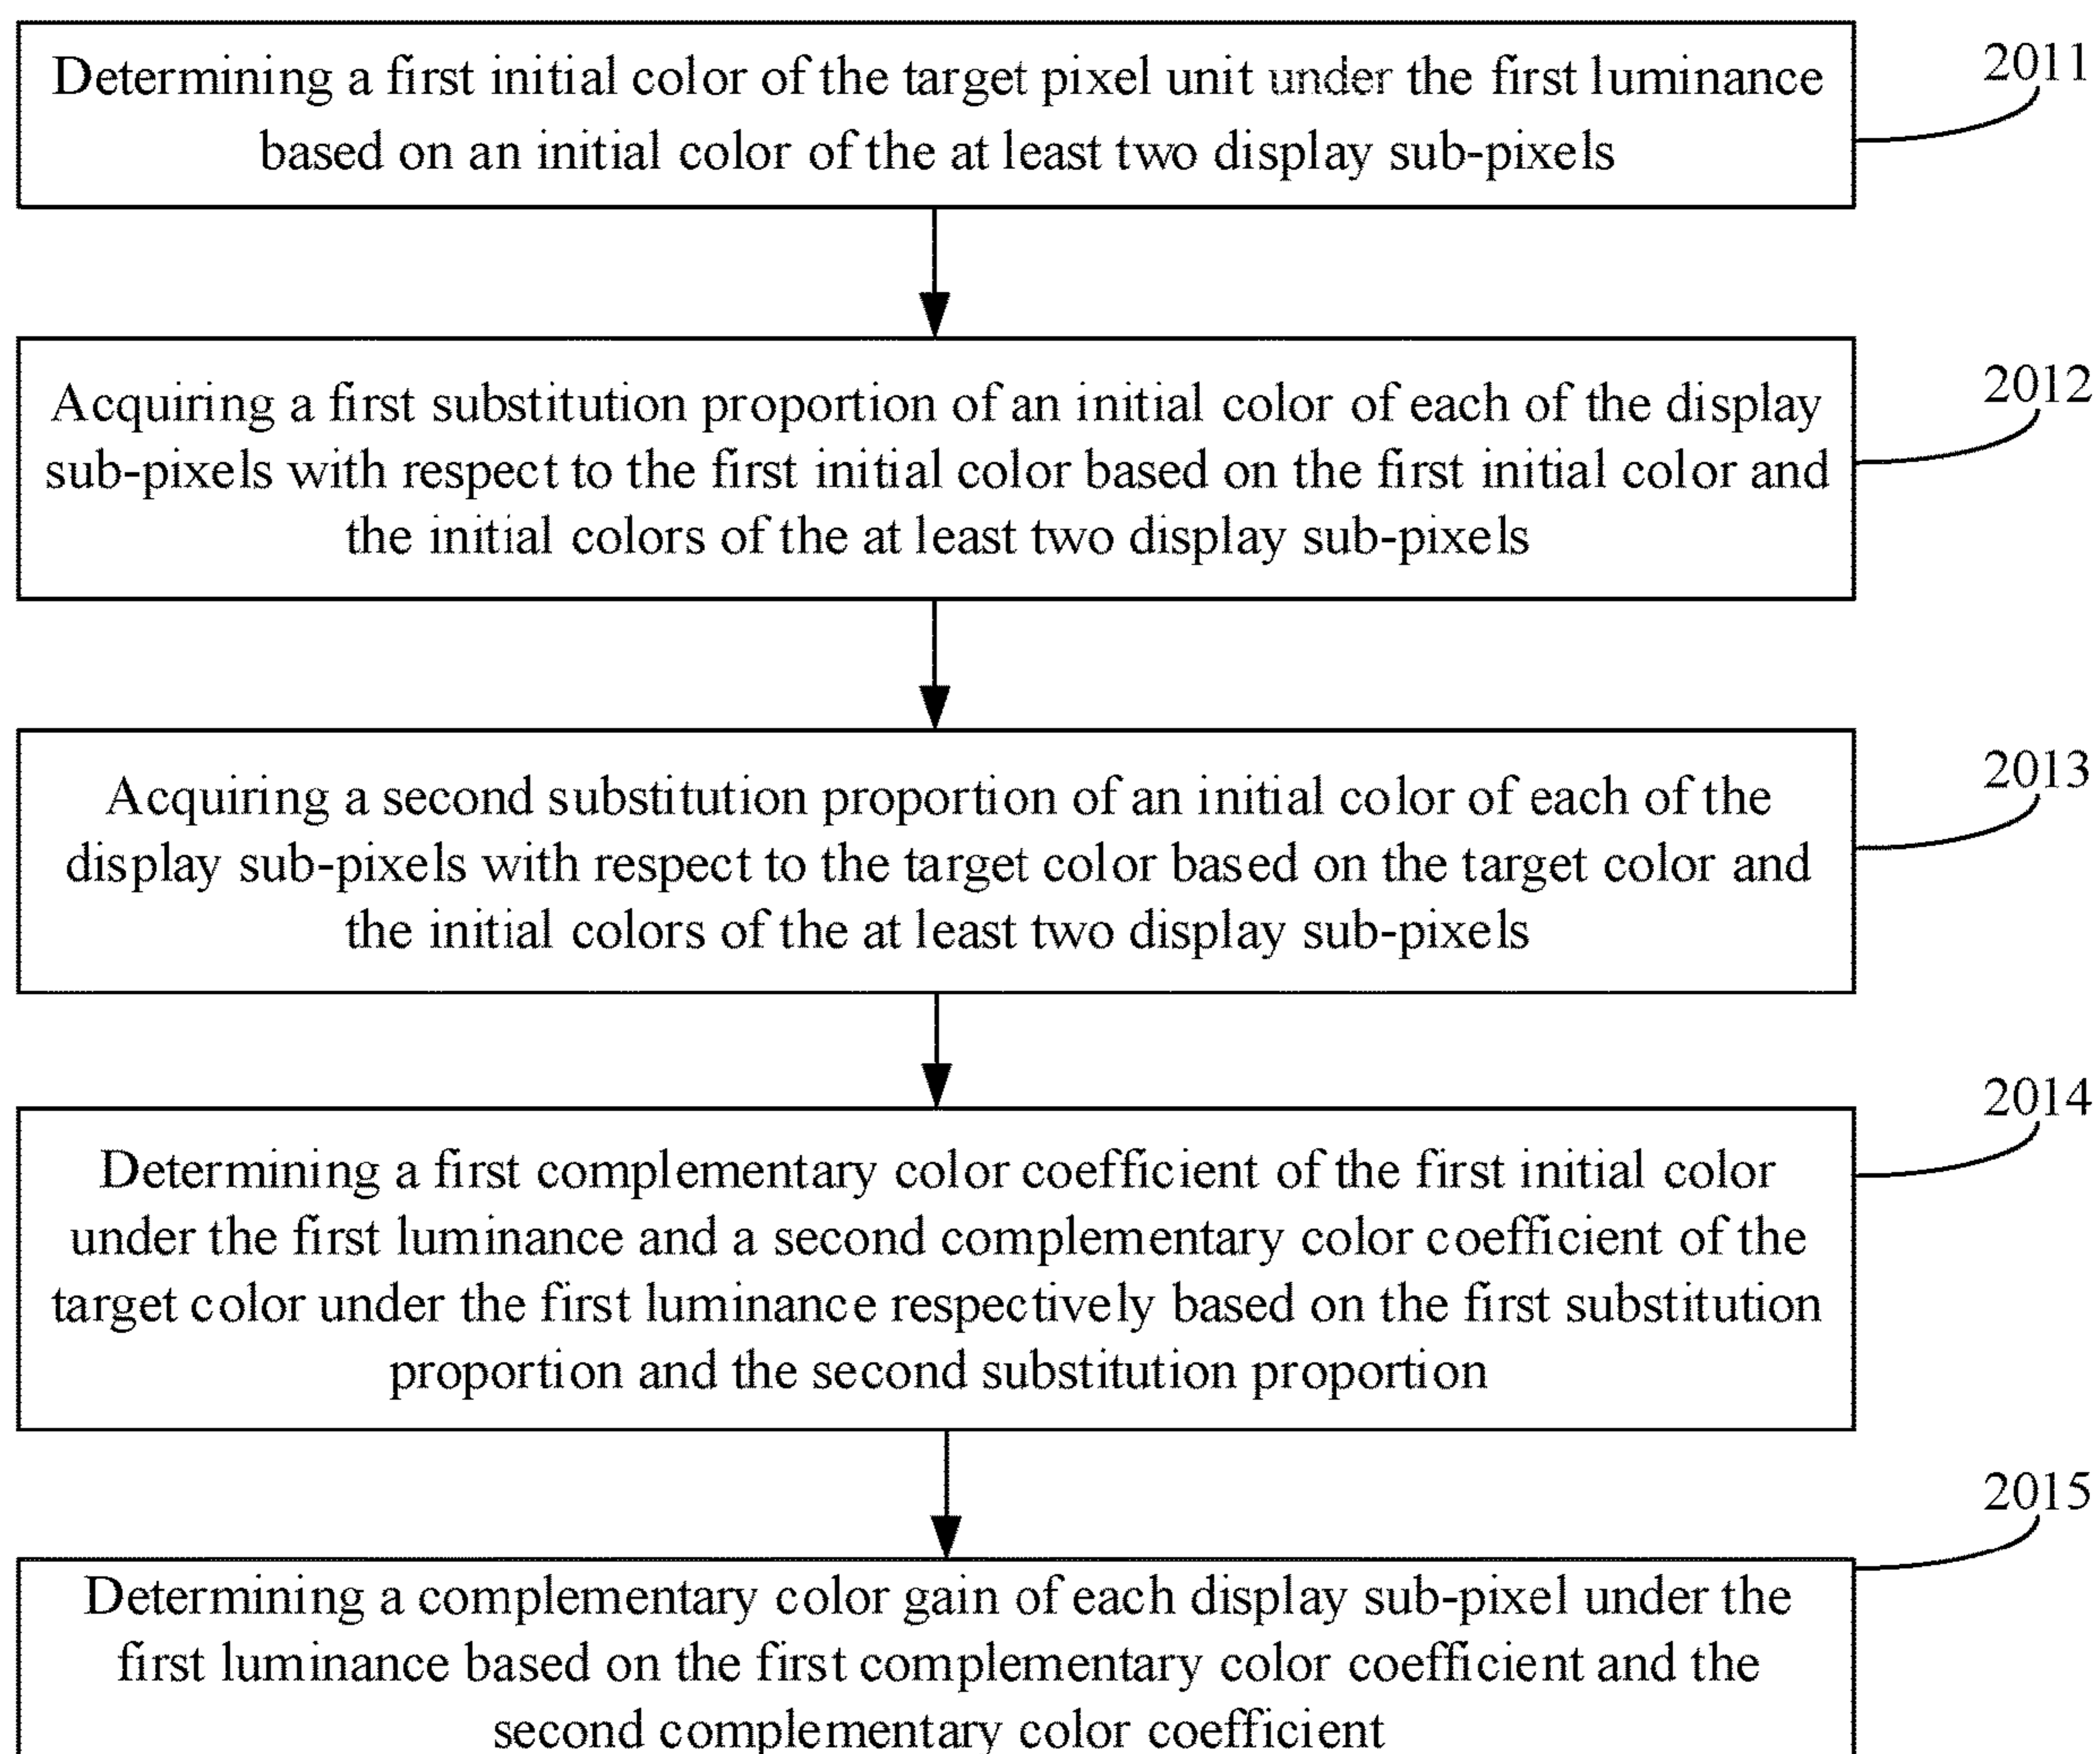 Determining a first initial color of the target pixel unit under the first luminance
based on an initial color of the at least two display sub-pixels
2011
Acquiring a first substitution proportion of an initial color of each of the display
sub-pixels with respect to the first initial color based on the first initial color and
the initial colors of the at least two display sub-pixels
2012
Acquiring a second substitution proportion of an initial color of each of the
display sub-pixels with respect to the target color based on the target color and
the initial colors of the at least two display sub-pixels
2013
Determining a first complementary color coefficient of the first initial color
under the first luminance and a second complementary color coefficient of the
target color under the first luminance respectively based on the first substitution
proportion and the second substitution proportion
2014
Determining a complementary color gain of each display sub-pixel under the
first luminance based on the first complementary color coefficient and the
second complementary color coefficient
2015